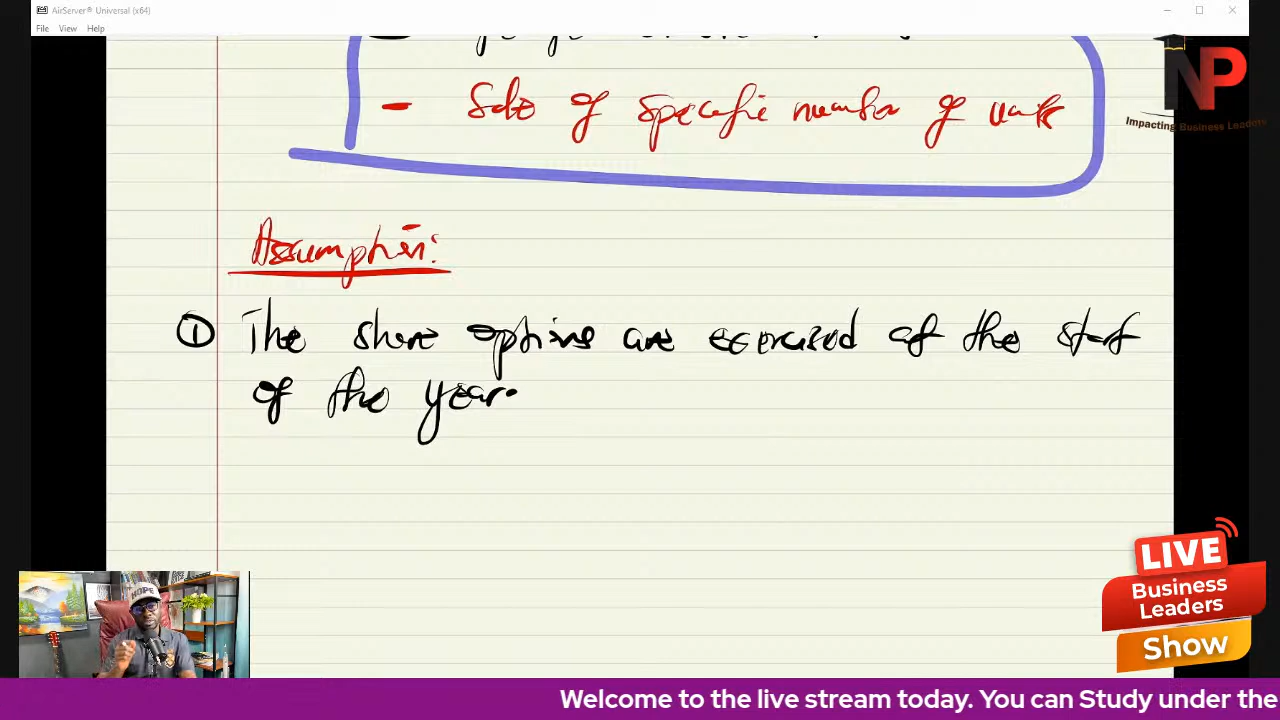 AirServer® Universal (x64)
File View Help
- Sale of specific number of units
NP
Impacting Business Leaders
Assumption:
① The share options are exercised at the start
of the year.
HOPE
LIVE
Business
Leaders
Show
Welcome to the live stream today. You can Study under the